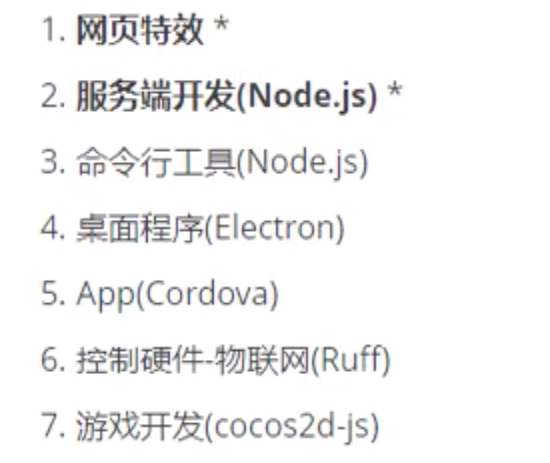 1. 网页特效 *
2. 服务端开发(Node.js) *
3. 命令行工具(Node.js)
4. 桌面程序(Electron)
5. App(Cordova)
6. 控制硬件-物联网(Ruff)
7. 游戏开发(cocos2d-js)